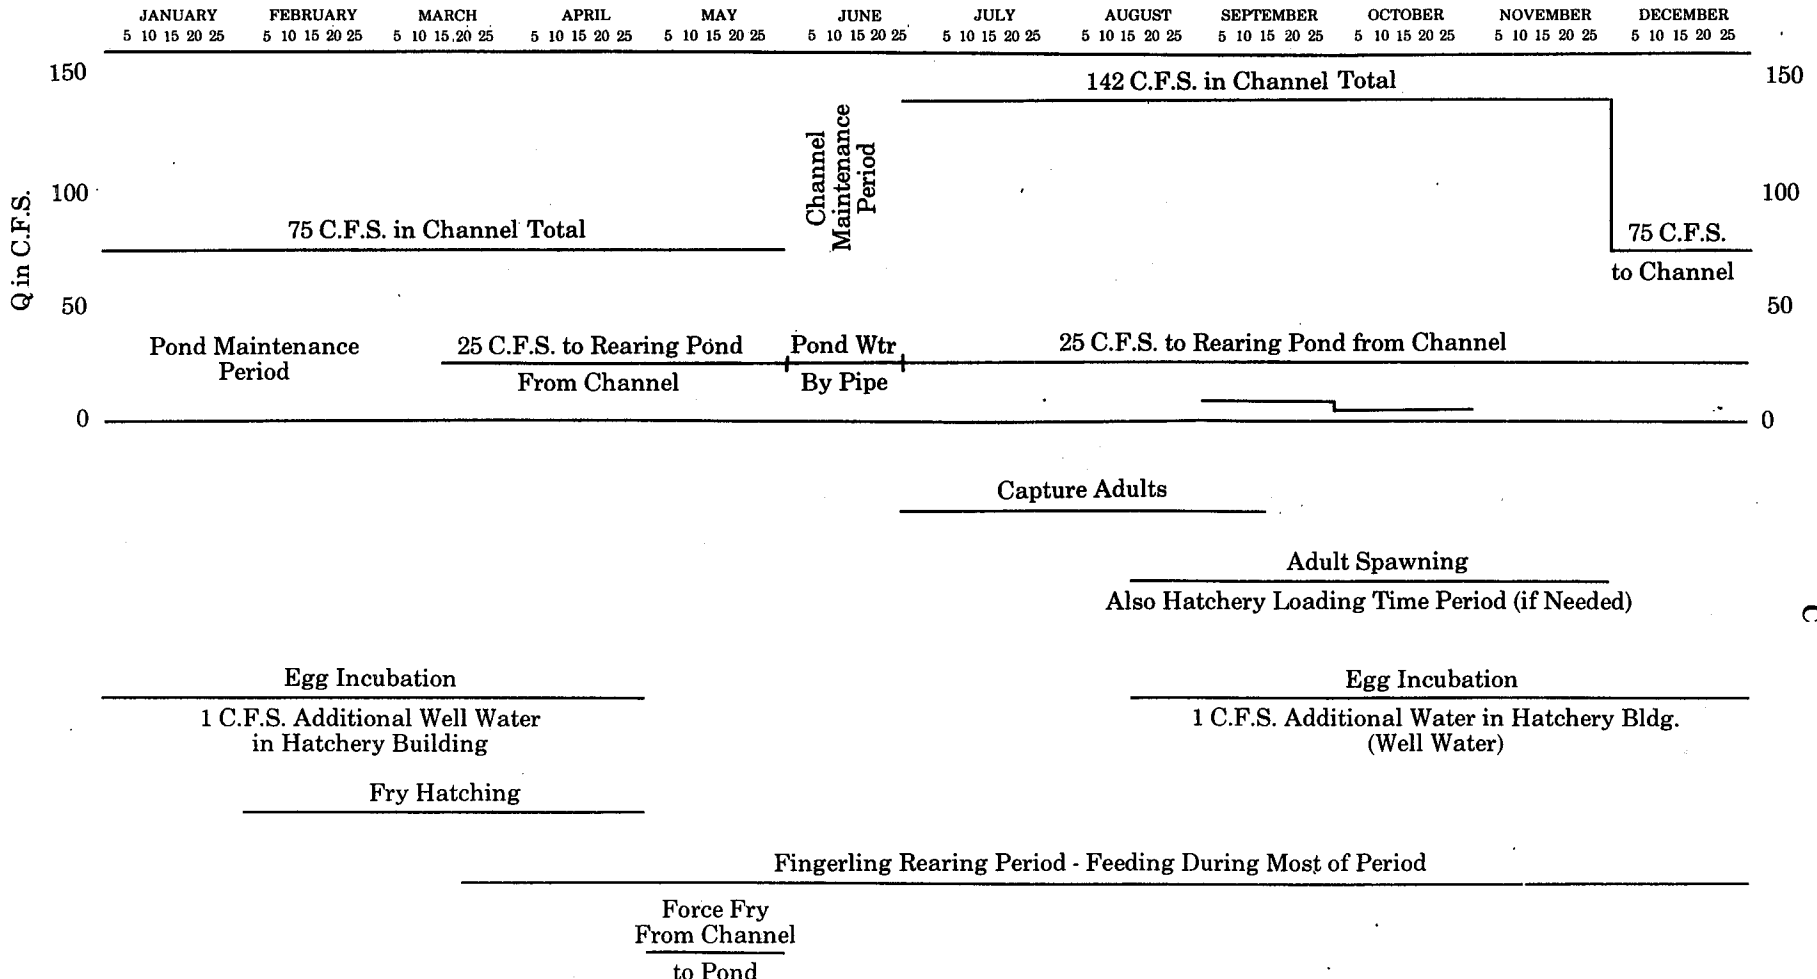 JANUARY FEBRUARY MARCH APRIL MAY JUNE JULY AUGUST SEPTEMBER OCTOBER NOVEMBER DECEMBER
5 10 15 20 25 5 10 15 20 25 5 10 15 20 25 5 10 15 20 25 5 10 15 20 25 5 10 15 20 25 5 10 15 20 25 5 10 15 20 25 5 10 15 20 25 5 10 15 20 25 5 10 15 20 25 5 10 15 20 25
150 142 C.F.S. in Channel Total 150
Channel
Maintenance
Period
Q in C.F.S.
100 100
75 C.F.S. in Channel Total 75 C.F.S.
to Channel
50 50
Pond Maintenance
Period
25 C.F.S. to Rearing Pond
From Channel
Pond Wtr
By Pipe
25 C.F.S. to Rearing Pond from Channel
0 0
Capture Adults
Adult Spawning
Also Hatchery Loading Time Period (if Needed)
Egg Incubation
1 C.F.S. Additional Well Water
in Hatchery Building
Egg Incubation
1 C.F.S. Additional Water in Hatchery Bldg.
(Well Water)
Fry Hatching
Fingerling Rearing Period - Feeding During Most of Period
Force Fry
From Channel
to Pond